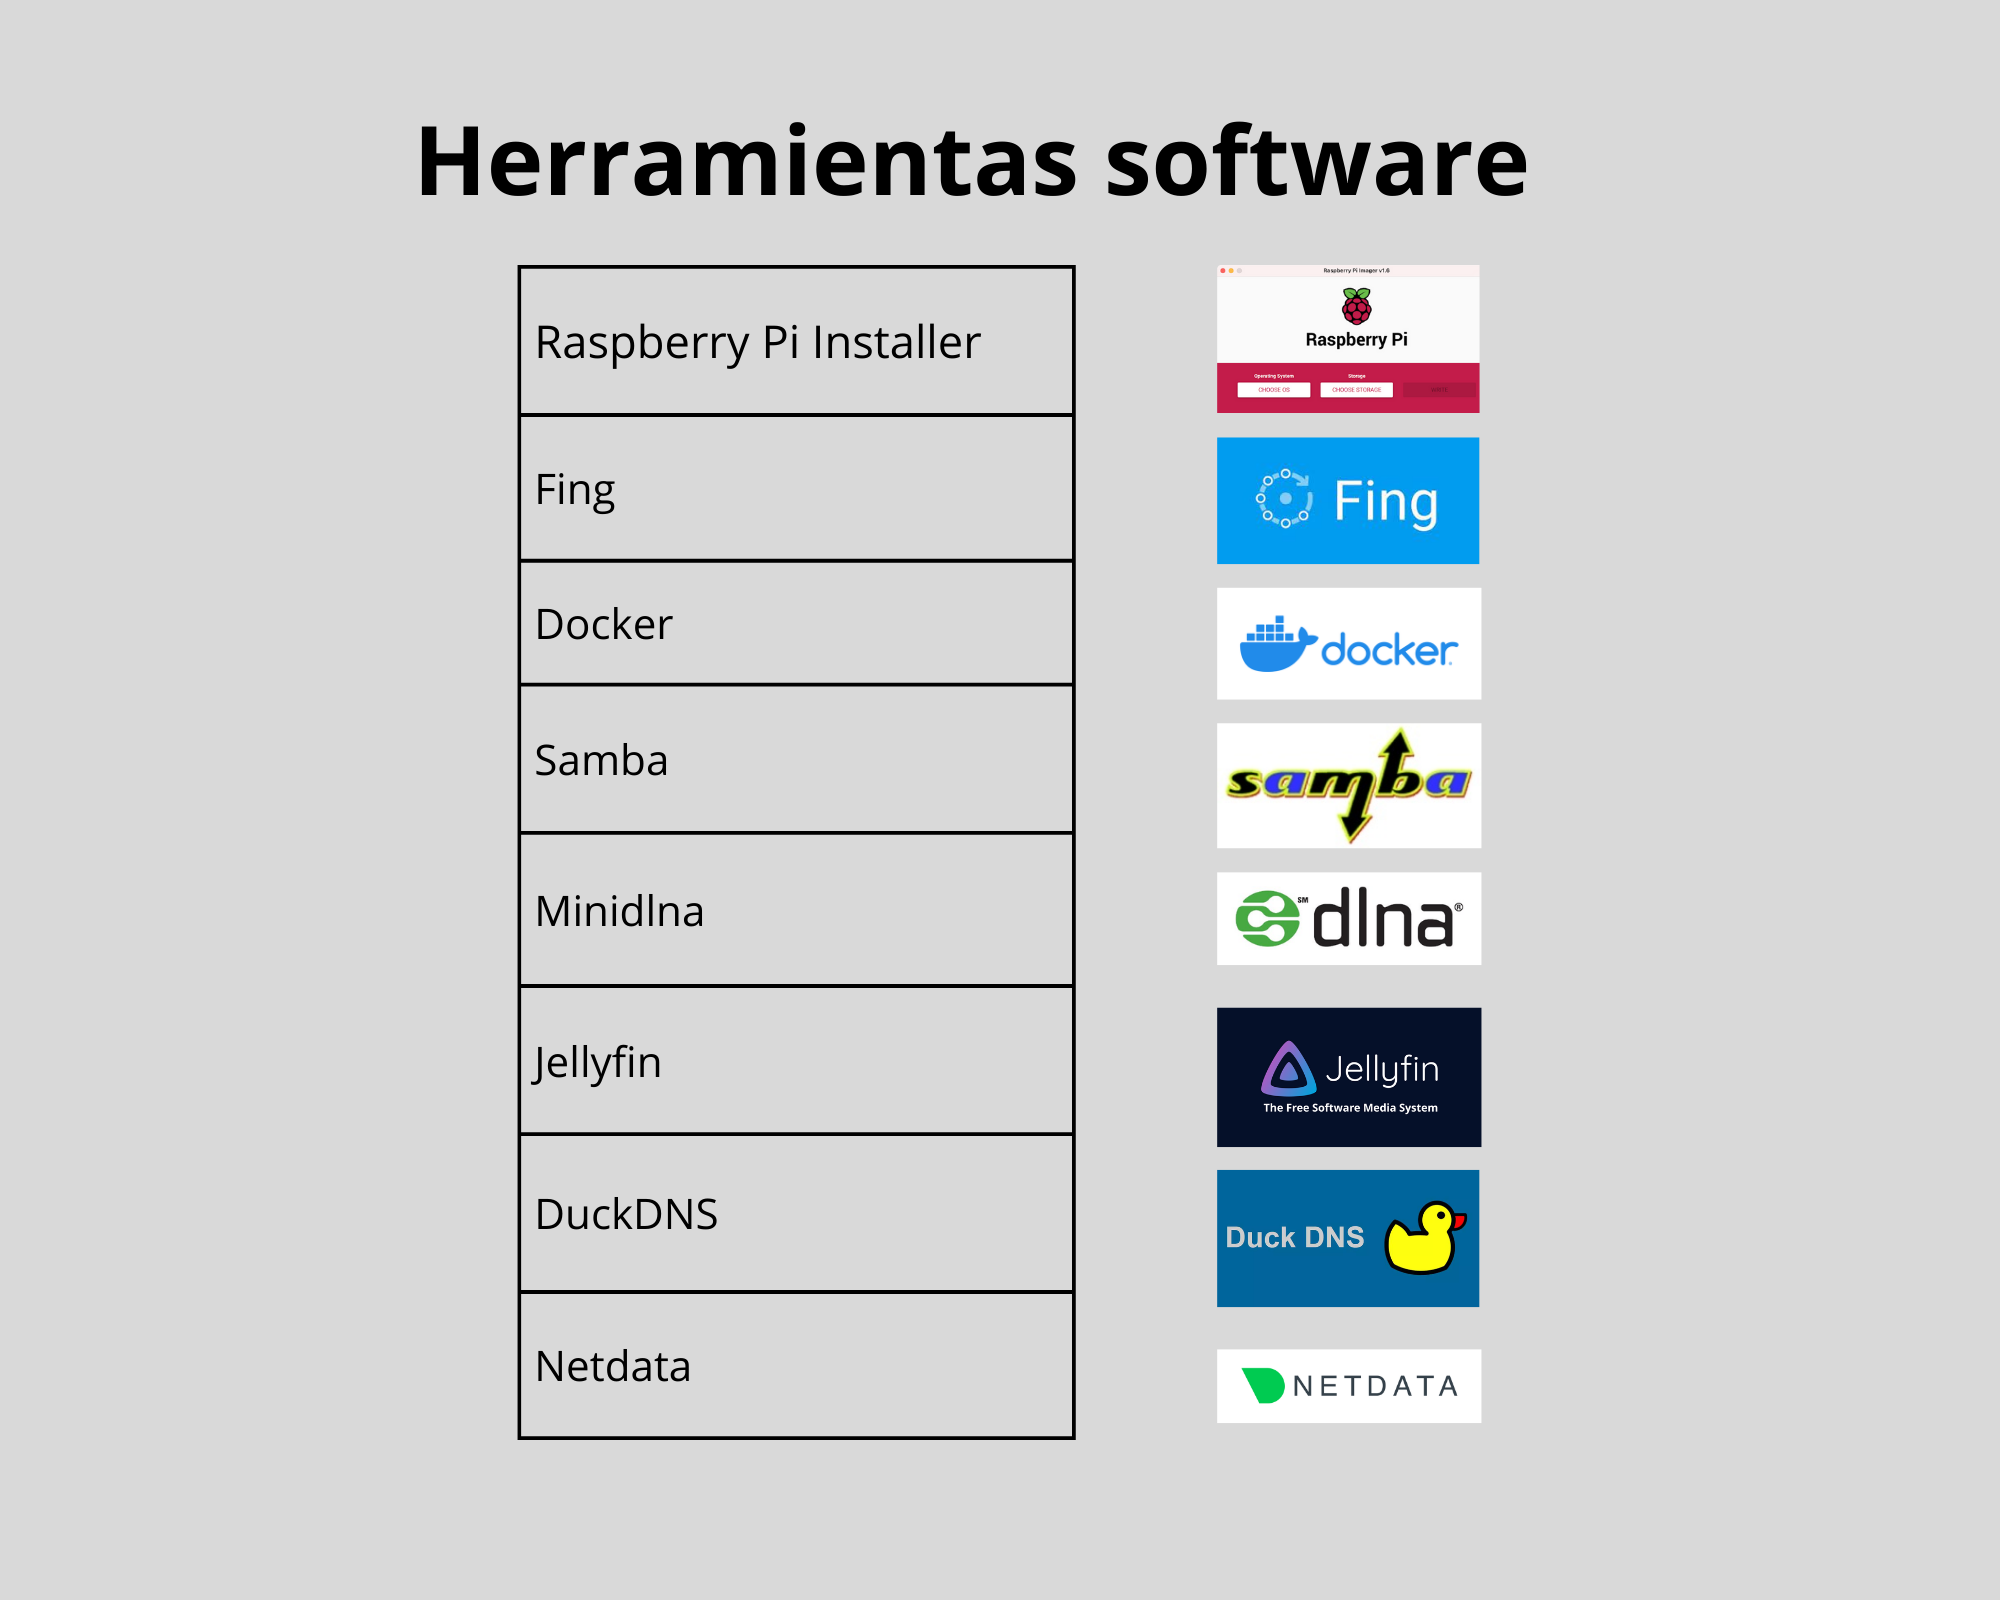 Herramientas software
Raspberry Pi Installer
Raspberry Pi Imager v1.6
Raspberry Pi
Operating System
Storage
CHOOSE OS
CHOOSE STORAGE
WRITE
Fing
Fing
Docker
docker
Samba
samba
Minidlna
SM dlna®
Jellyfin
Jellyfin
The Free Software Media System
DuckDNS
Duck DNS
Netdata
NETDATA